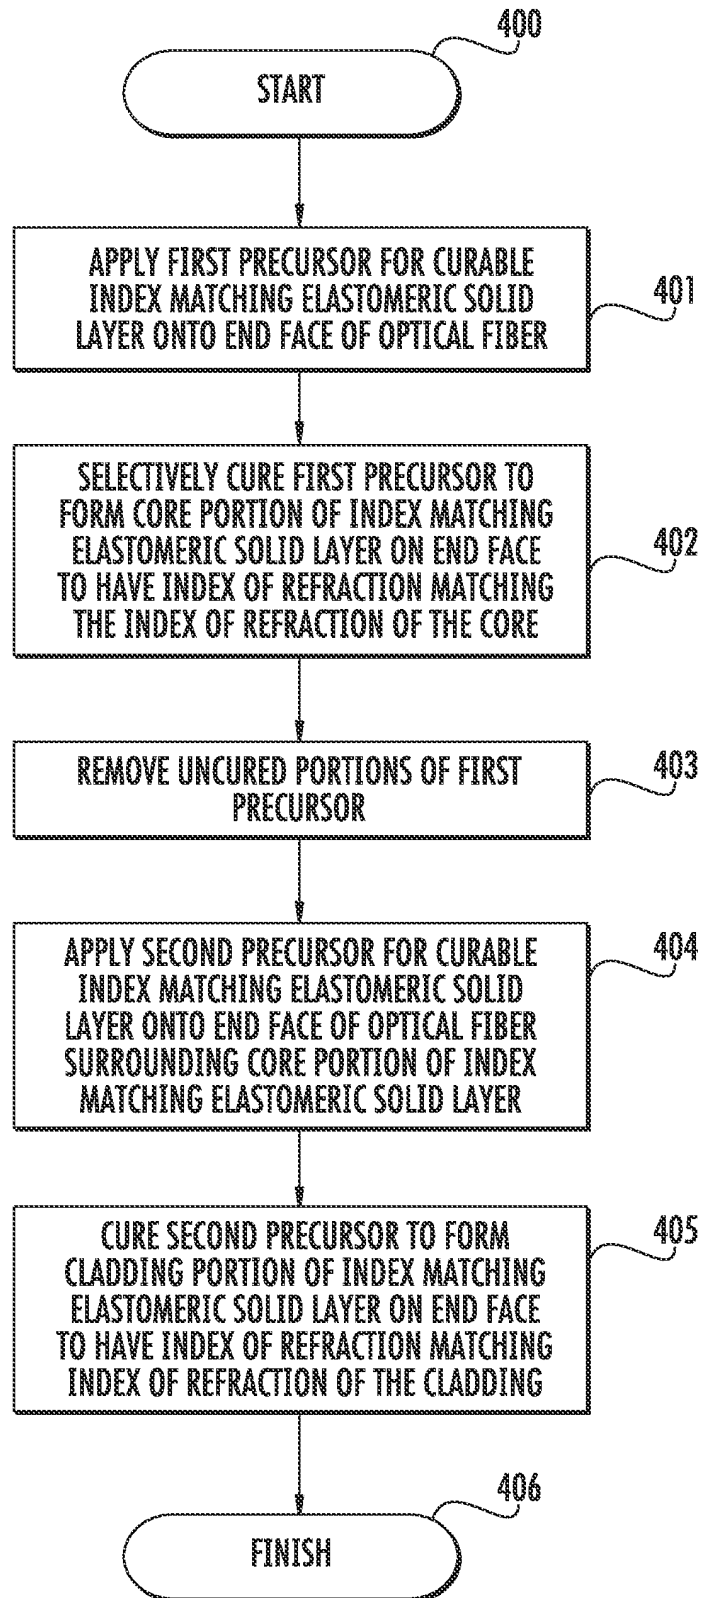 400
START
APPLY FIRST PRECURSOR FOR CURABLE
INDEX MATCHING ELASTOMERIC SOLID
LAYER ONTO END FACE OF OPTICAL FIBER
401
SELECTIVELY CURE FIRST PRECURSOR TO
FORM CORE PORTION OF INDEX MATCHING
ELASTOMERIC SOLID LAYER ON END FACE
TO HAVE INDEX OF REFRACTION MATCHING
THE INDEX OF REFRACTION OF THE CORE
402
REMOVE UNCURED PORTIONS OF FIRST
PRECURSOR
403
APPLY SECOND PRECURSOR FOR CURABLE
INDEX MATCHING ELASTOMERIC SOLID
LAYER ONTO END FACE OF OPTICAL FIBER
SURROUNDING CORE PORTION OF INDEX
MATCHING ELASTOMERIC SOLID LAYER
404
CURE SECOND PRECURSOR TO FORM
CLADDING PORTION OF INDEX MATCHING
ELASTOMERIC SOLID LAYER ON END FACE
TO HAVE INDEX OF REFRACTION MATCHING
INDEX OF REFRACTION OF THE CLADDING
405
406
FINISH